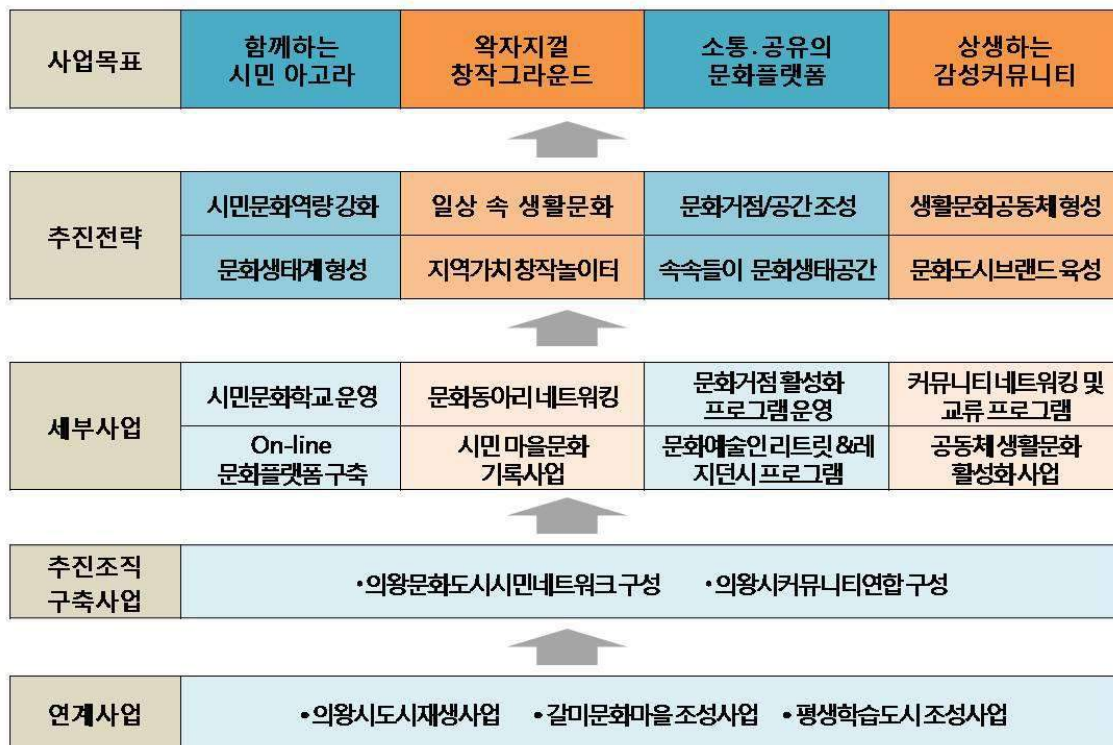 사업목표
함께하는
시민 아고라
왁자지껄
창작그라운드
소통·공유의
문화플랫폼
상생하는
감성커뮤니티
추진전략
시민문화역량 강화
일상 속 생활문화
문화거점/공간 조성
생활문화공동체 형성
문화생태계 형성
지역가치 창작놀이터
속속들이 문화생태공간
문화도시브랜드 육성
세부사업
시민문화학교 운영
문화동아리 네트워킹
문화거점 활성화
프로그램 운영
커뮤니티 네트워킹 및
교류 프로그램
On-line
문화플랫폼 구축
시민 마을문화
기록사업
문화예술인 리트릿 &레
지던시 프로그램
공동체 생활문화
활성화 사업
추진조직
구축사업
•의왕문화도시시민네트워크 구성 •의왕시커뮤니티연합 구성
연계사업
•의왕시도시재생사업 •갈미문화마을 조성사업 •평생학습도시 조성사업